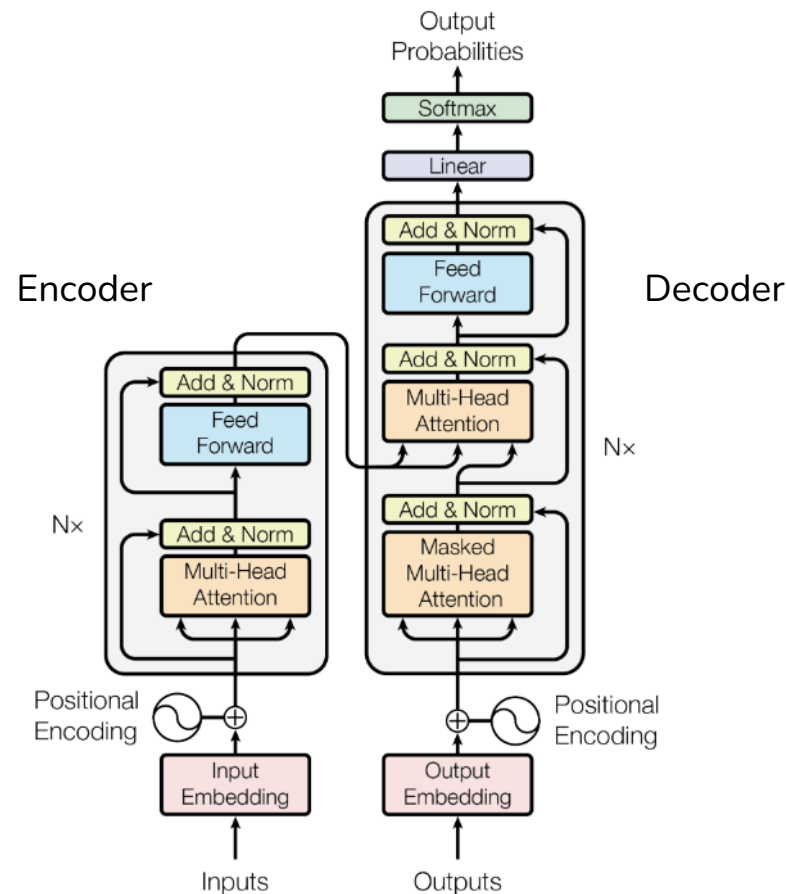 Output
Probabilities
Softmax
Linear
Add & Norm
Feed
Forward
Add & Norm
Multi-Head
Attention
Add & Norm
Masked
Multi-Head
Attention
Decoder
Nx
Encoder
Add & Norm
Feed
Forward
Add & Norm
Multi-Head
Attention
Nx
Positional
Encoding
Positional
Encoding
Input
Embedding
Output
Embedding
Inputs
Outputs